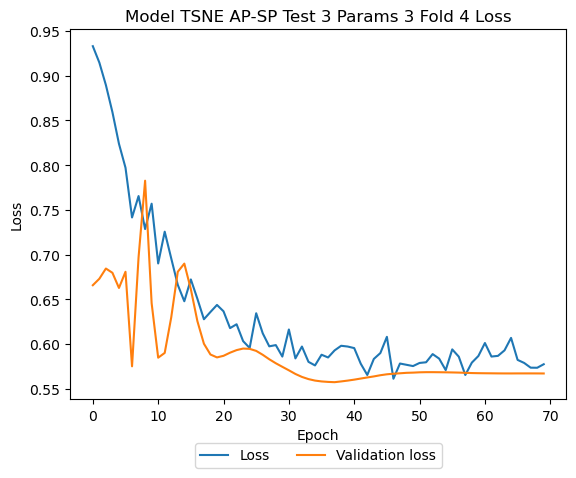 Model TSNE AP-SP Test 3 Params 3 Fold 4 Loss
0.95
0.90
0.85
0.80
0.75
0.70
0.65
0.60
0.55
Loss
0 10 20 30 40 50 60 70
Epoch
Loss Validation loss